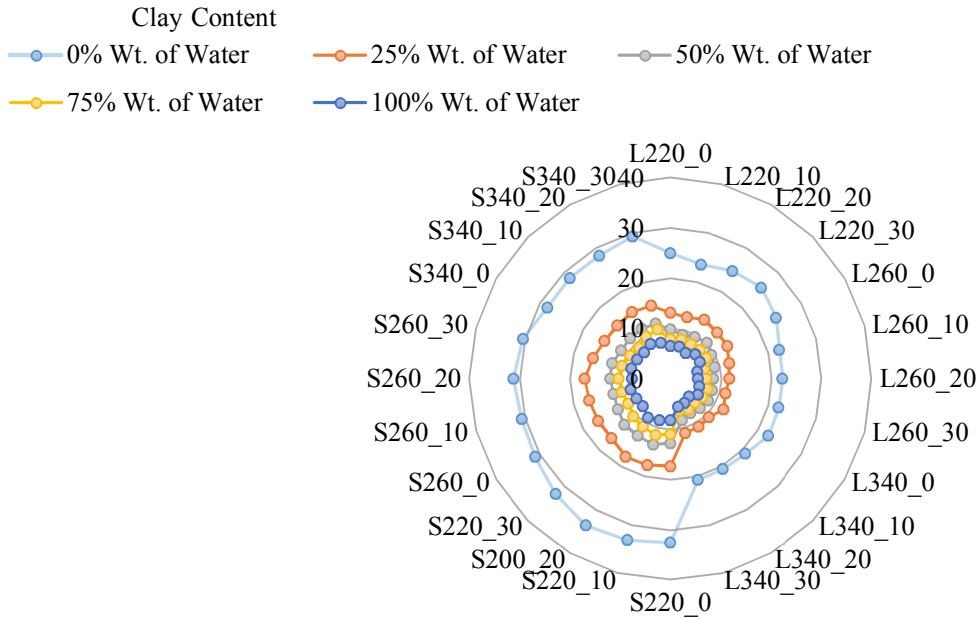 Clay Content
0% Wt. of Water
25% Wt. of Water
50% Wt. of Water
75% Wt. of Water
100% Wt. of Water
L220_0
L220_10
L220_20
L220_30
L260_0
L260_10
L260_20
L260_30
L340_0
L340_10
L340_20
L340_30
S220_0
S220_10
S200_20
S220_30
S260_0
S260_10
S260_20
S260_30
S340_0
S340_10
S340_20
S340_30
40
30
20
10
0